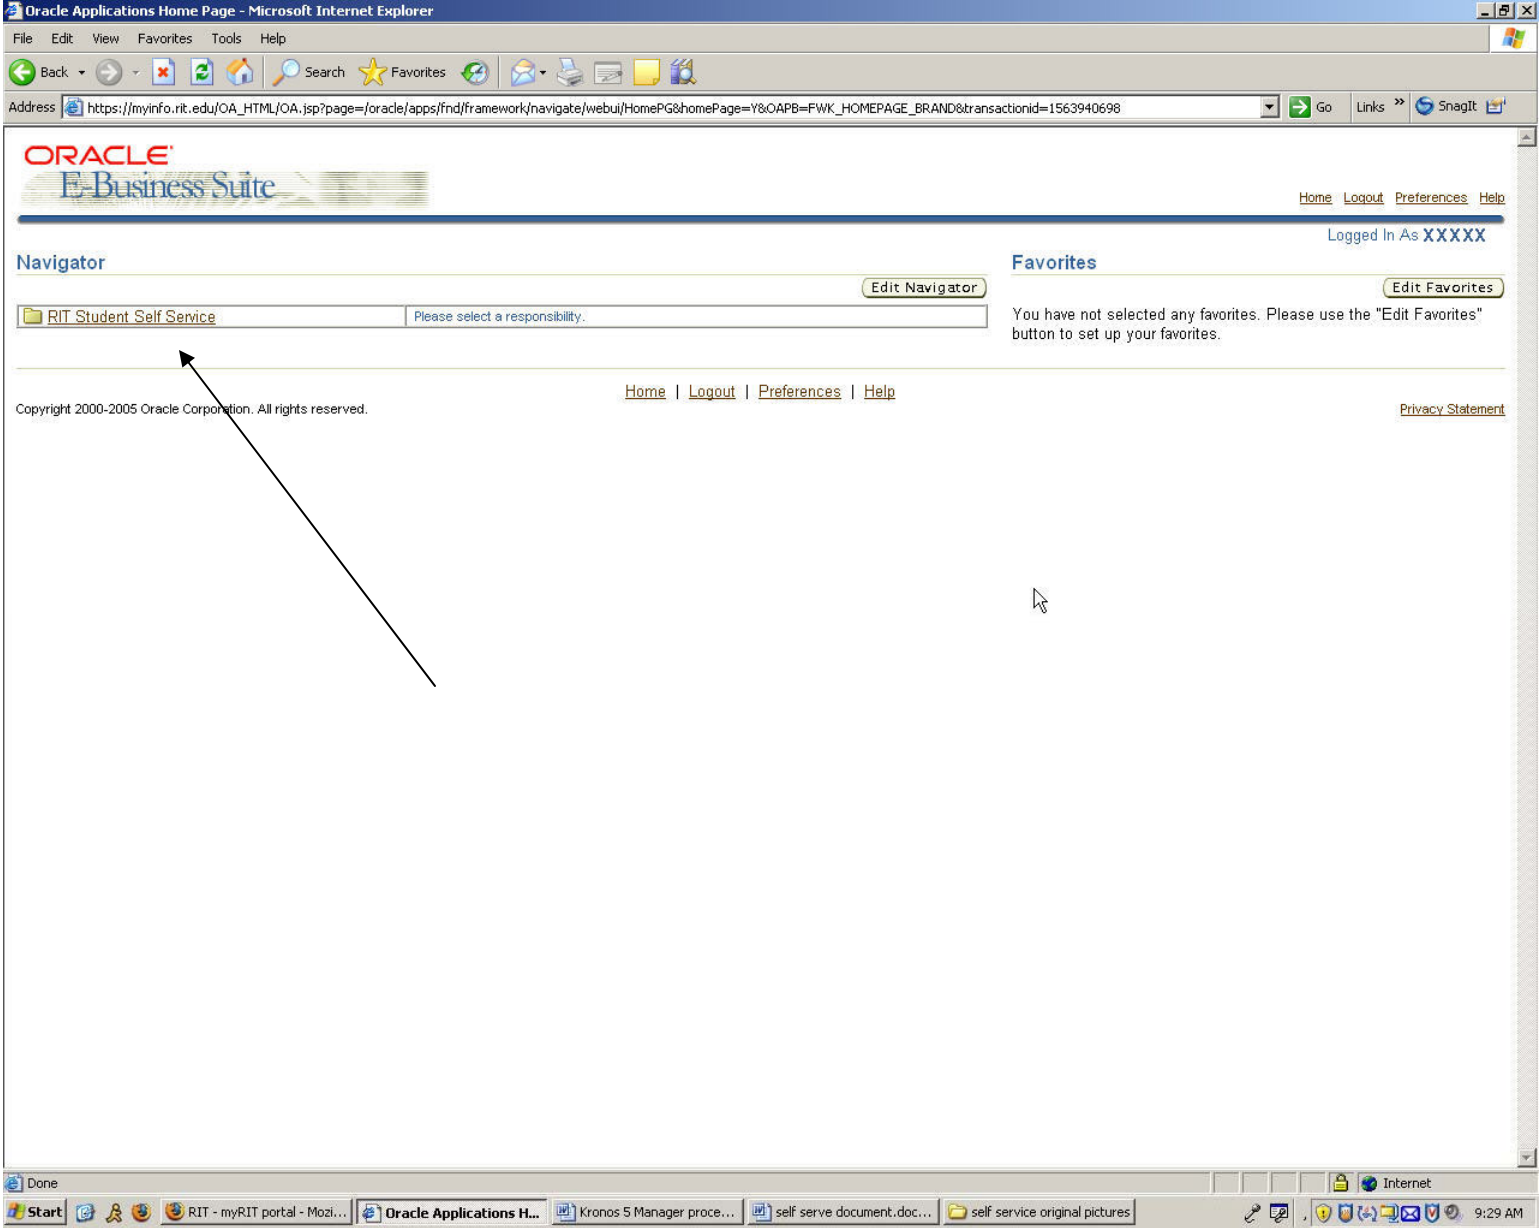 Oracle Applications Home Page - Microsoft Internet Explorer
File Edit View Favorites Tools Help
Back Search Favorites
Address https://myinfo.rit.edu/OA_HTML/OA.jsp?page=/oracle/apps/fnd/framework/navigate/webui/HomePG&homePage=Y&OAPB=FWK_HOMEPAGE_BRAND&transactionid=1563940698 Go Links » SnagIt
ORACLE
E-Business Suite
Home Logout Preferences Help
Logged In As XXXXX
Navigator
Edit Navigator
RIT Student Self Service Please select a responsibility.
Favorites
Edit Favorites
You have not selected any favorites. Please use the "Edit Favorites"
button to set up your favorites.
Home | Logout | Preferences | Help
Copyright 2000-2005 Oracle Corporation. All rights reserved.
Privacy Statement
Done Internet
Start RIT - myRIT portal - Mozi... Oracle Applications H... Kronos 5 Manager proce... self serve document.doc... self service original pictures 9:29 AM